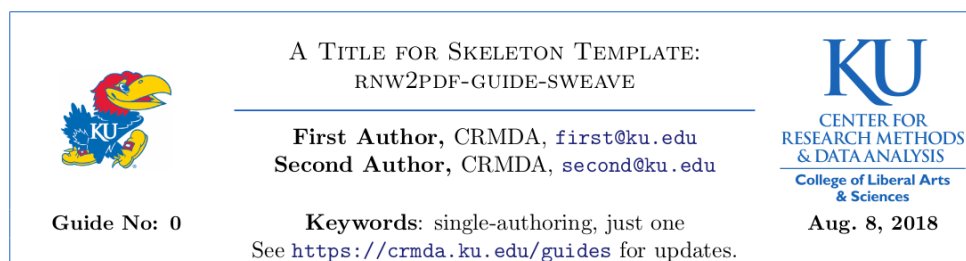 A Title for Skeleton Template:
rnw2pdf-guide-sweave
First Author, CRMDA, first@ku.edu
Second Author, CRMDA, second@ku.edu
KU
KU
CENTER FOR
RESEARCH METHODS
& DATA ANALYSIS
College of Liberal Arts
& Sciences
Guide No: 0
Keywords: single-authoring, just one
See https://crmda.ku.edu/guides for updates.
Aug. 8, 2018